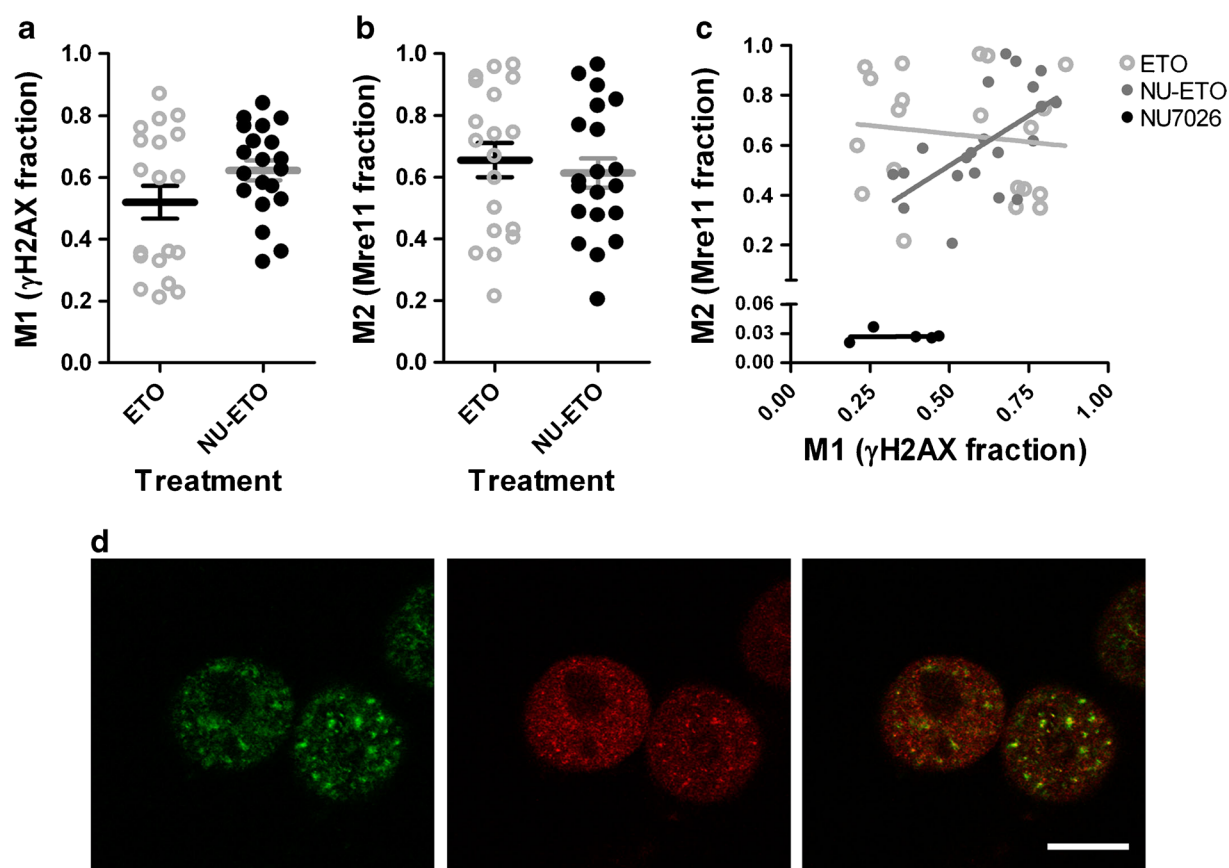 a
M1 (γH2AX fraction)
1.0
0.8
0.6
0.4
0.2
0.0
ETO
NU-ETO
Treatment
b
M2 (Mre11 fraction)
1.0
0.8
0.6
0.4
0.2
0.0
ETO
NU-ETO
Treatment
c
M2 (Mre11 fraction)
1.0
0.8
0.6
0.4
0.2
0.06
0.03
0.00
0.00
0.25
0.50
0.75
1.00
M1 (γH2AX fraction)
ETO
NU-ETO
NU7026
d